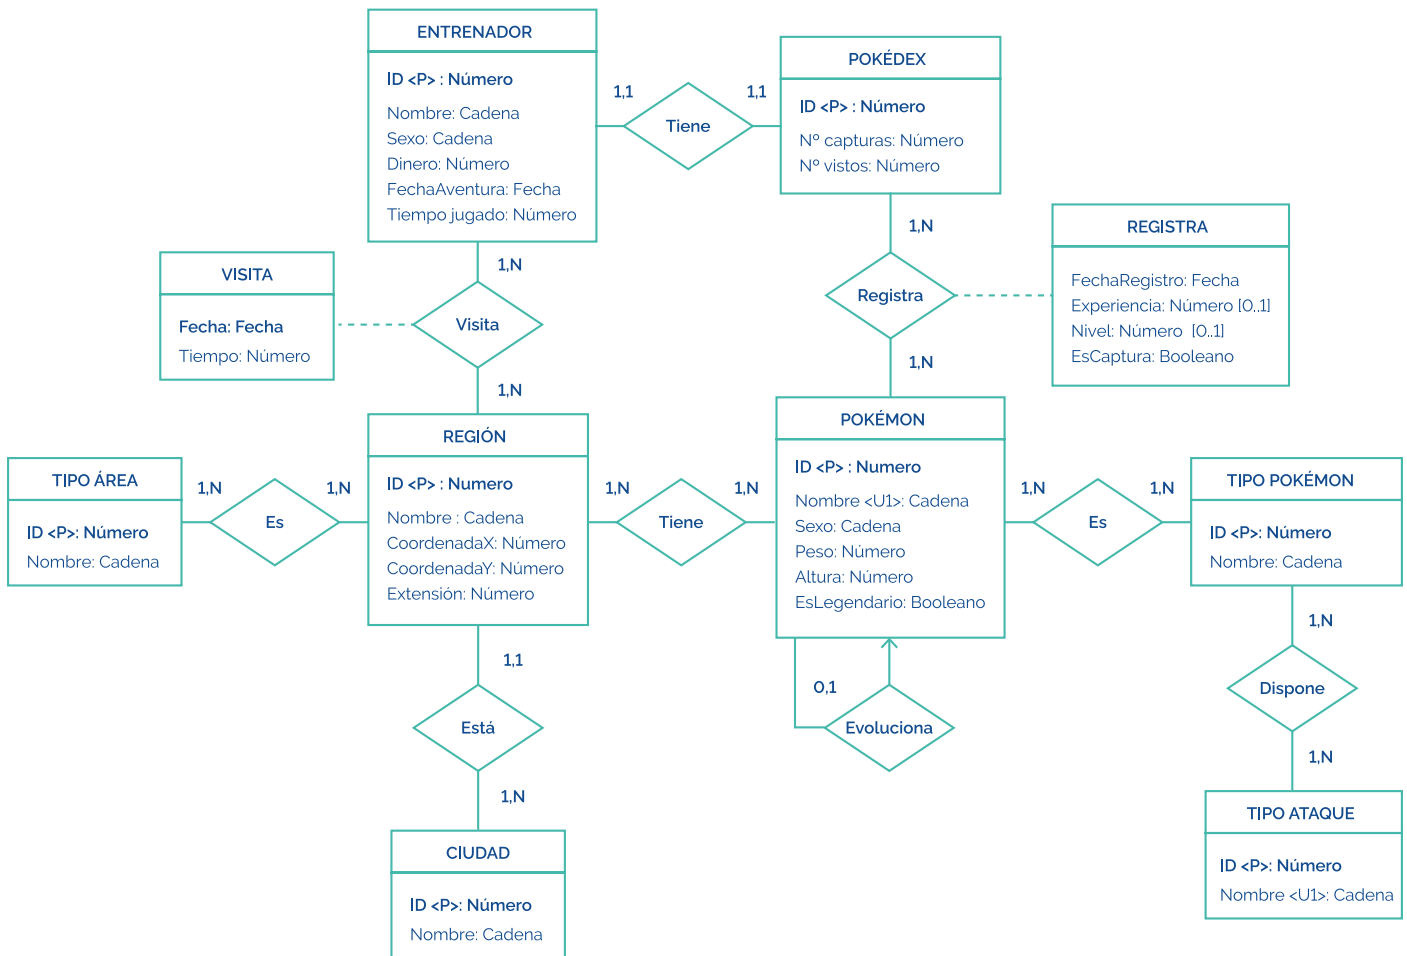 ENTRENADOR
ID <P> : Número
Nombre: Cadena
Sexo: Cadena
Dinero: Número
FechaAventura: Fecha
Tiempo jugado: Número
1,1
Tiene
1,1
POKÉDEX
ID <P> : Número
Nº capturas: Número
Nº vistos: Número
1,N
Registra
1,N
REGISTRA
FechaRegistro: Fecha
Experiencia: Número [0..1]
Nivel: Número [0..1]
EsCaptura: Booleano
VISITA
Fecha: Fecha
Tiempo: Número
1,N
Visita
1,N
TIPO ÁREA
ID <P>: Número
Nombre: Cadena
1,N
Es
1,N
REGIÓN
ID <P> : Numero
Nombre : Cadena
CoordenadaX: Número
CoordenadaY: Número
Extensión: Número
1,N
Tiene
1,N
POKÉMON
ID <P> : Numero
Nombre <U1>: Cadena
Sexo: Cadena
Peso: Número
Altura: Número
EsLegendario: Booleano
1,N
Es
1,N
TIPO POKÉMON
ID <P>: Número
Nombre: Cadena
1,1
Está
1,N
0,1
Evoluciona
1,N
Dispone
1,N
CIUDAD
ID <P>: Número
Nombre: Cadena
TIPO ATAQUE
ID <P>: Número
Nombre <U1>: Cadena